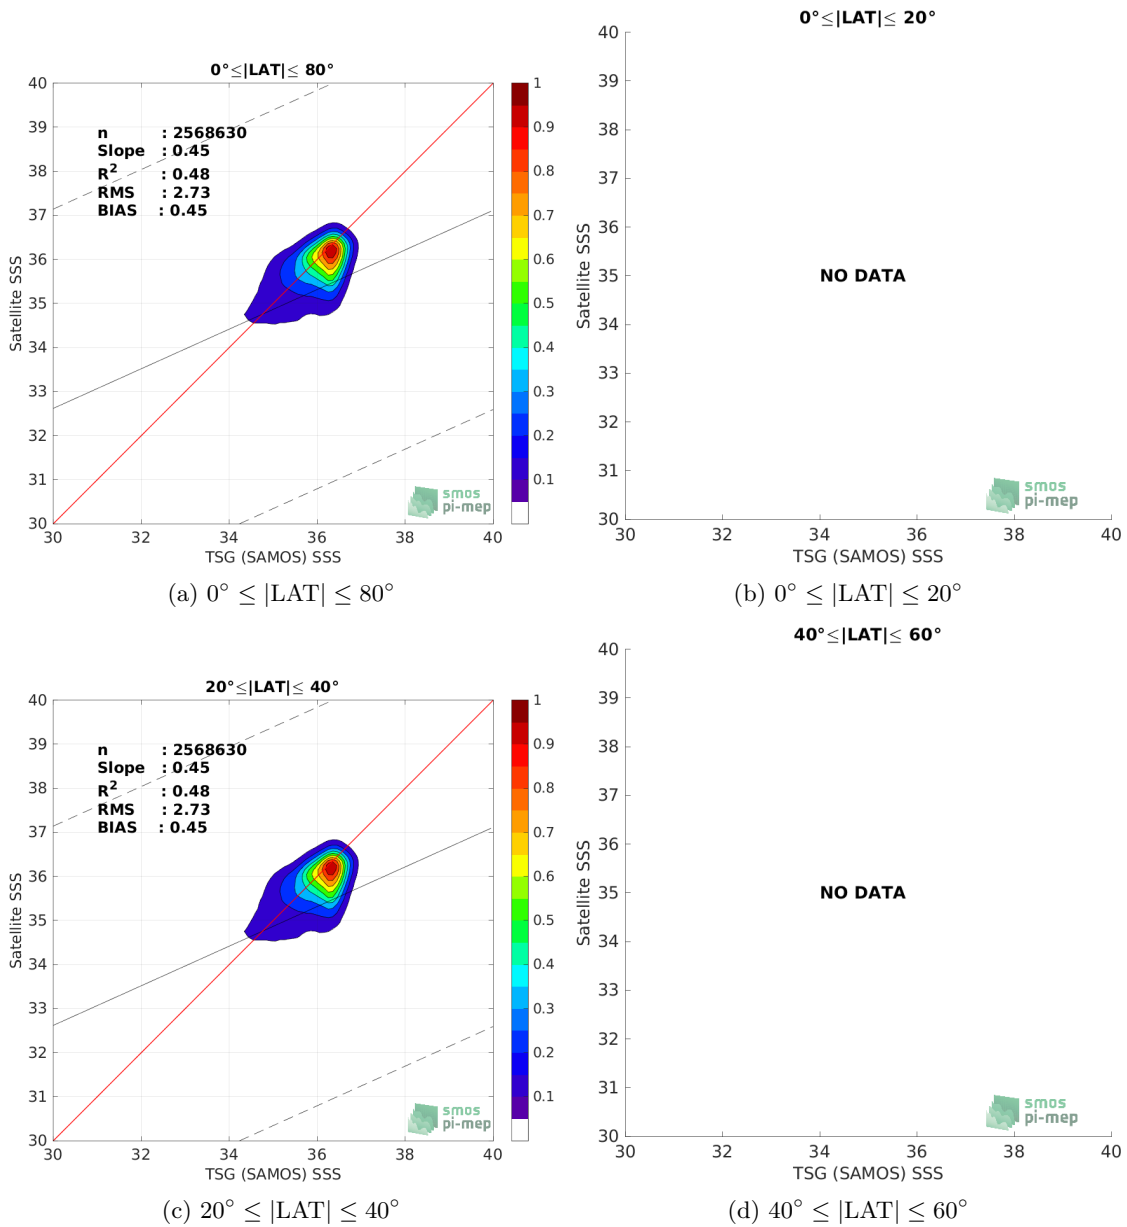 0°≤|LAT|≤ 80°
40
39
38
37
36
35
34
33
32
31
30
Satellite SSS
n : 2568630
Slope : 0.45
R² : 0.48
RMS : 2.73
BIAS : 0.45
smos
pi-mep
30 32 34 36 38 40
TSG (SAMOS) SSS
1
0.9
0.8
0.7
0.6
0.5
0.4
0.3
0.2
0.1
(a) 0° ≤ |LAT| ≤ 80°
0°≤|LAT|≤ 20°
40
39
38
37
36
35
34
33
32
31
30
Satellite SSS
NO DATA
smos
pi-mep
30 32 34 36 38 40
TSG (SAMOS) SSS
(b) 0° ≤ |LAT| ≤ 20°
20°≤|LAT|≤ 40°
40
39
38
37
36
35
34
33
32
31
30
Satellite SSS
n : 2568630
Slope : 0.45
R² : 0.48
RMS : 2.73
BIAS : 0.45
smos
pi-mep
30 32 34 36 38 40
TSG (SAMOS) SSS
1
0.9
0.8
0.7
0.6
0.5
0.4
0.3
0.2
0.1
(c) 20° ≤ |LAT| ≤ 40°
40°≤|LAT|≤ 60°
40
39
38
37
36
35
34
33
32
31
30
Satellite SSS
NO DATA
smos
pi-mep
30 32 34 36 38 40
TSG (SAMOS) SSS
(d) 40° ≤ |LAT| ≤ 60°